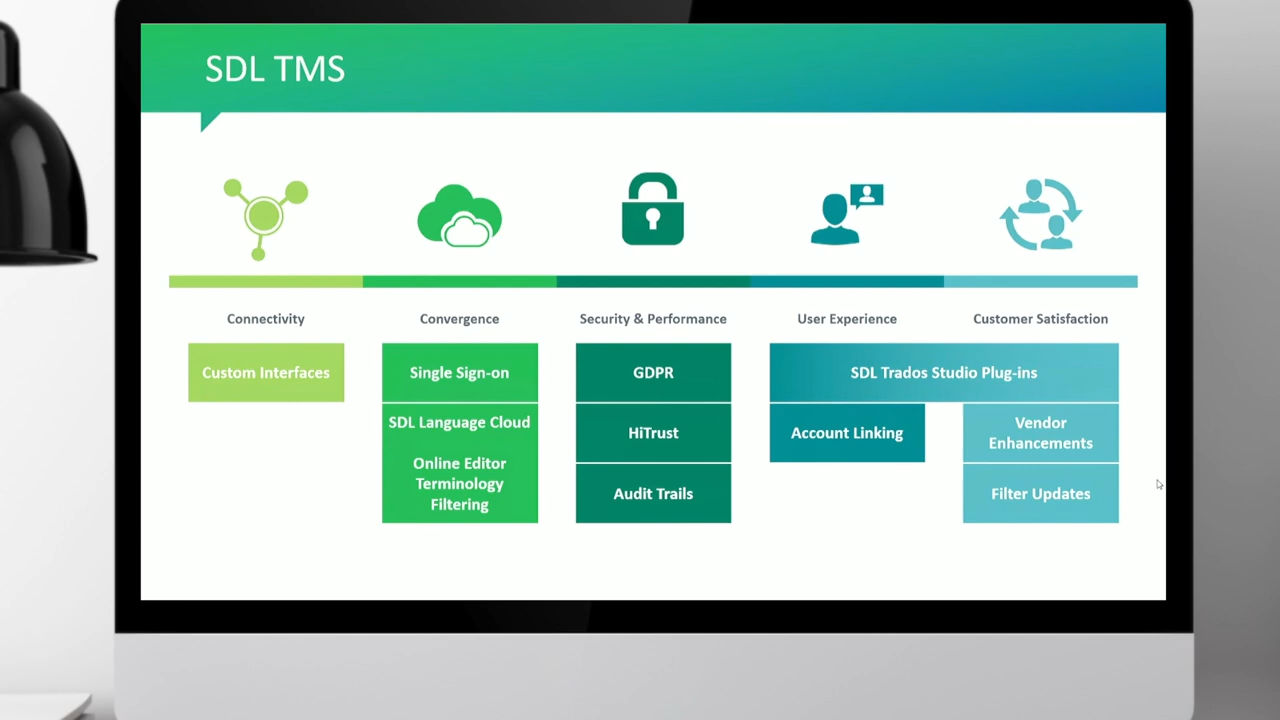 SDL TMS
Connectivity
Convergence
Security & Performance
User Experience
Customer Satisfaction
Custom Interfaces
Single Sign-on
GDPR
SDL Trados Studio Plug-ins
SDL Language Cloud
Online Editor
Terminology
Filtering
HiTrust
Account Linking
Vendor
Enhancements
Audit Trails
Filter Updates